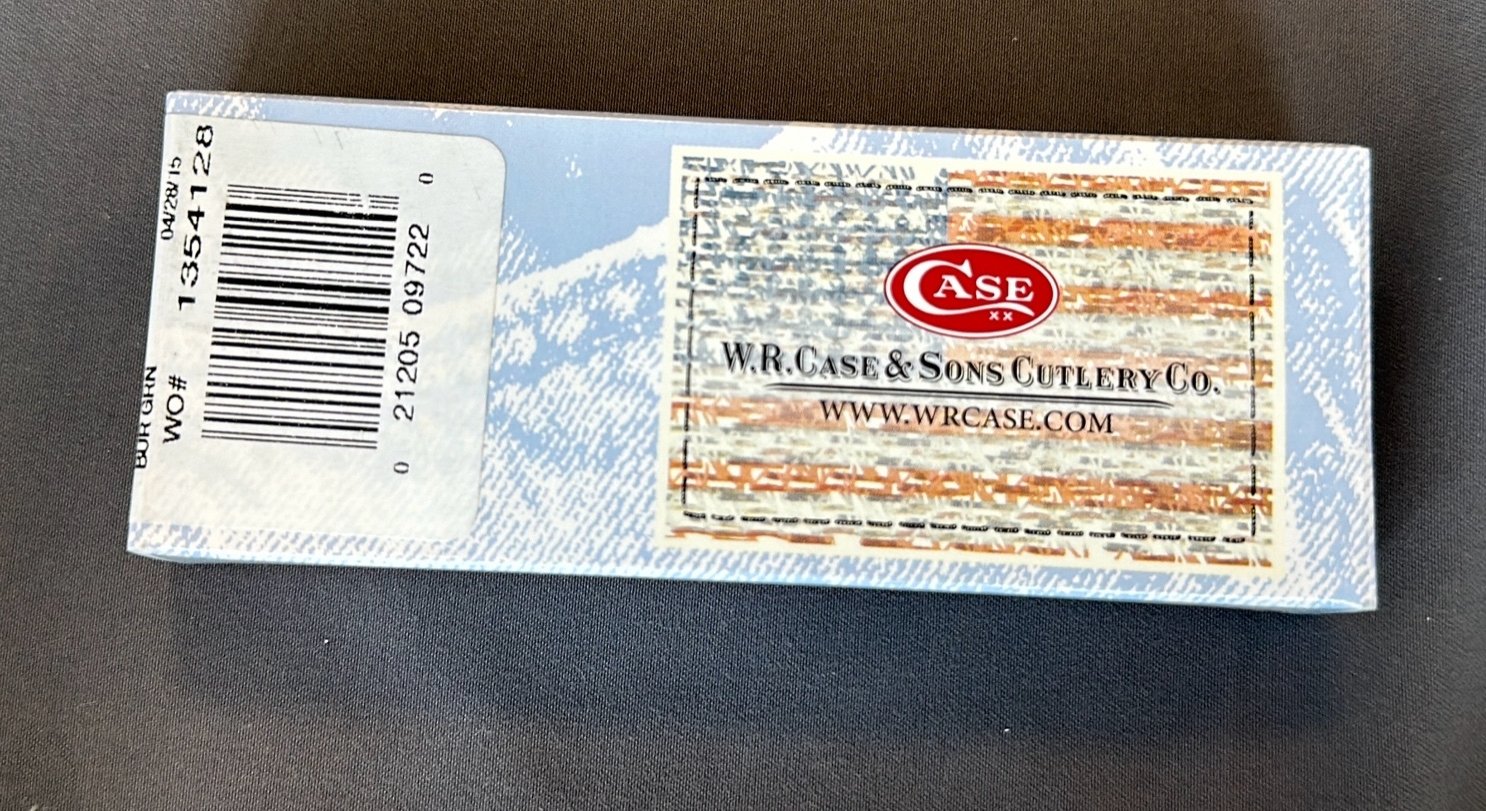 BUR GRN 04/28/15
WO# 1354128
0 21205 09722 0
CASE
XX
W.R. CASE & SONS CUTLERY CO.
WWW.WRCASE.COM